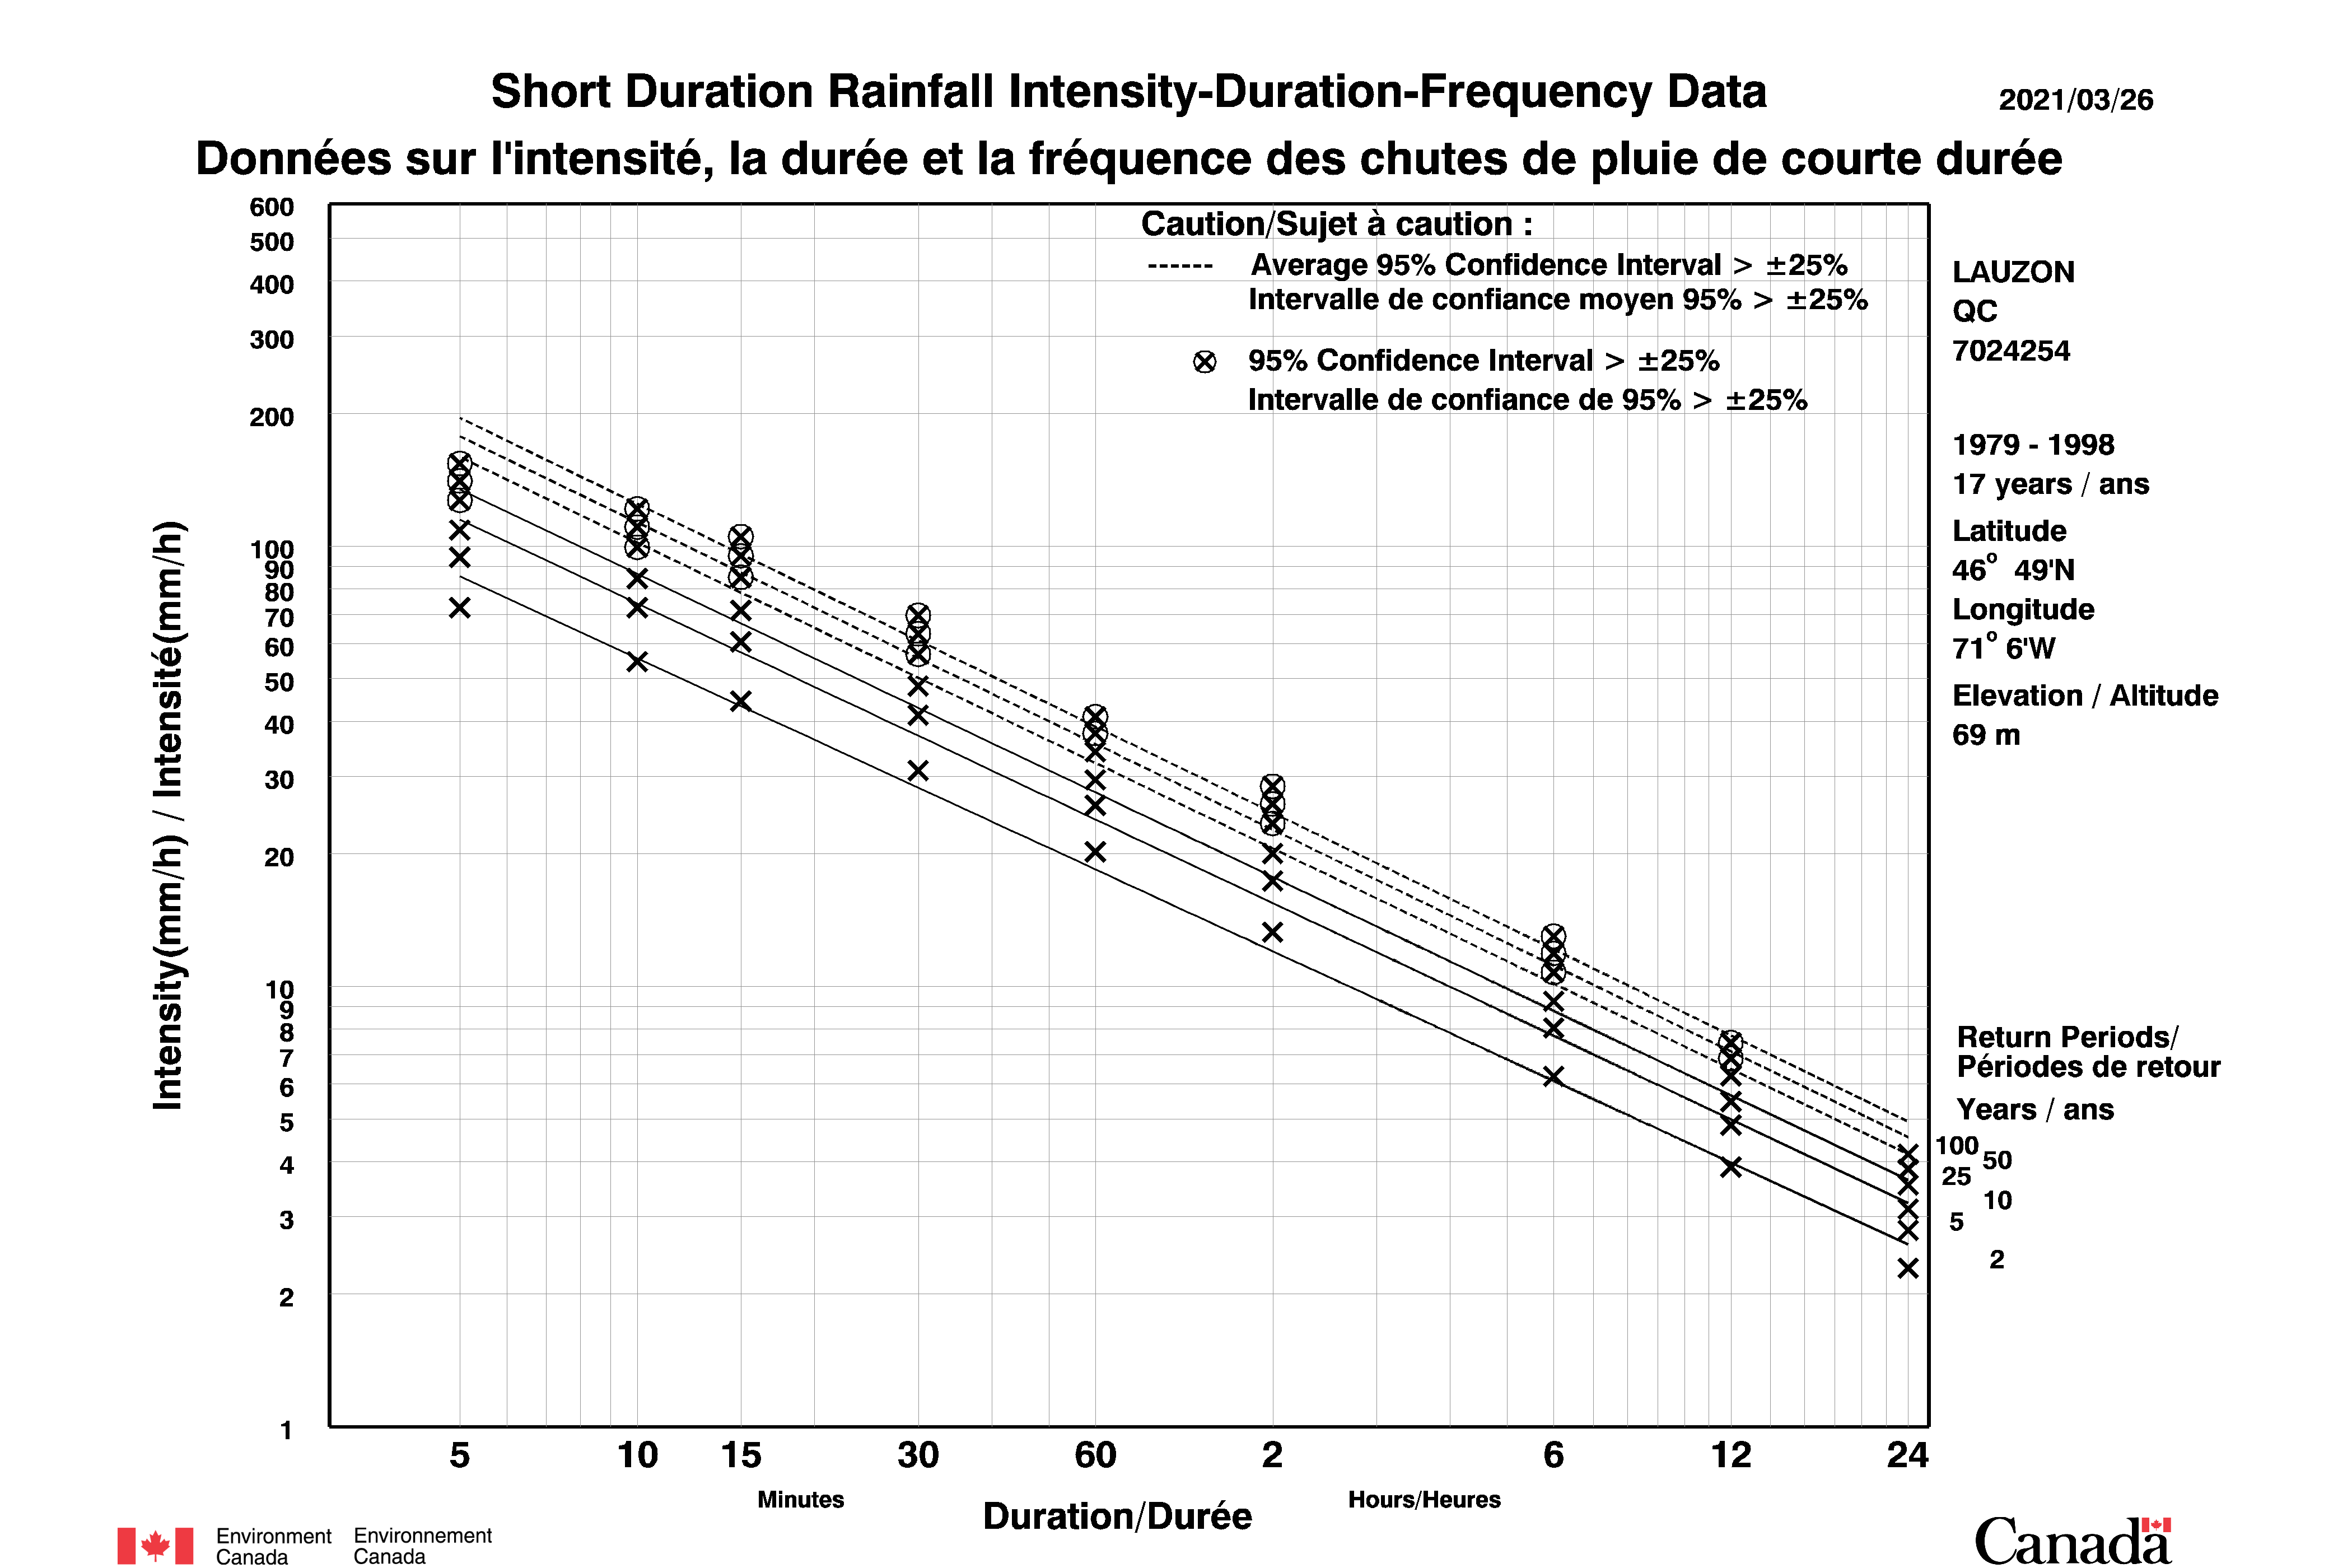 Short Duration Rainfall Intensity-Duration-Frequency Data
2021/03/26
Données sur l'intensité, la durée et la fréquence des chutes de pluie de courte durée
Caution/Sujet à caution :
Average 95% Confidence Interval > ±25%
Intervalle de confiance moyen 95% > ±25%
95% Confidence Interval > ±25%
Intervalle de confiance de 95% > ±25%
LAUZON
QC
7024254
1979 - 1998
17 years / ans
Latitude
46° 49'N
Longitude
71° 6'W
Elevation / Altitude
69 m
Return Periods/
Périodes de retour
Years / ans
100
50
25
10
5
2
Intensity(mm/h) / Intensité(mm/h)
600
500
400
300
200
100
90
80
70
60
50
40
30
20
10
9
8
7
6
5
4
3
2
1
5 10 15 30 60 2 6 12 24
Minutes Hours/Heures
Duration/Durée
Environment Environnement
Canada Canada
Canada